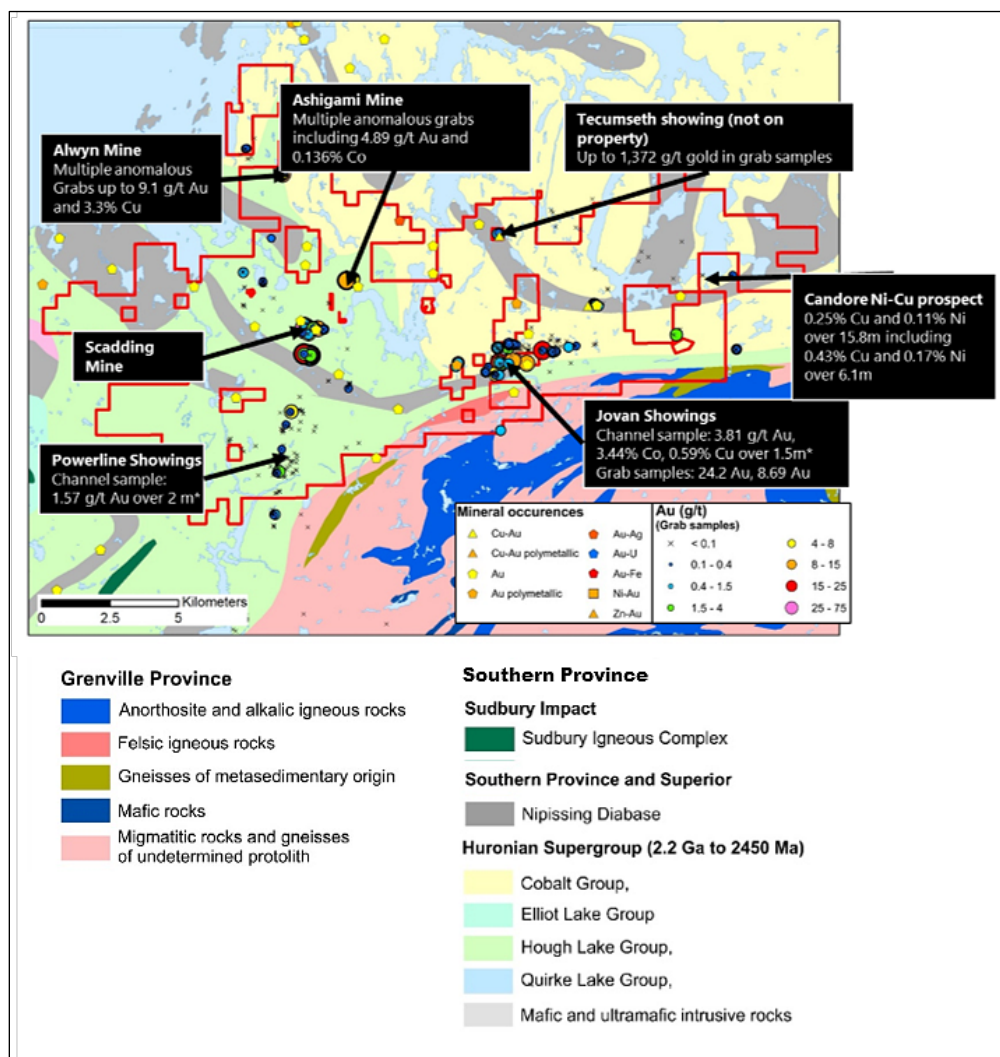 Ashigami Mine
Multiple anomalous grabs
including 4.89 g/t Au and
0.136% Co
Tecumseth showing (not on
property)
Up to 1,372 g/t gold in grab samples
Alwyn Mine
Multiple anomalous
Grabs up to 9.1 g/t Au
and 3.3% Cu
Candore Ni-Cu prospect
0.25% Cu and 0.11% Ni
over 15.8m including
0.43% Cu and 0.17% Ni
over 6.1m
Scadding
Mine
Jovan Showings
Channel sample: 3.81 g/t Au,
3.44% Co, 0.59% Cu over 1.5m*
Grab samples: 24.2 Au, 8.69 Au
Powerline Showings
Channel sample:
1.57 g/t Au over 2 m*
Mineral occurences
Cu-Au
Cu-Au polymetallic
Au
Au polymetallic
Au-Ag
Au-U
Au-Fe
Ni-Au
Zn-Au
Au (g/t)
(Grab samples)
< 0.1
0.1 - 0.4
0.4 - 1.5
1.5 - 4
4 - 8
8 - 15
15 - 25
25 - 75
Kilometers
0 2.5 5
Grenville Province
Anorthosite and alkalic igneous rocks
Felsic igneous rocks
Gneisses of metasedimentary origin
Mafic rocks
Migmatitic rocks and gneisses
of undetermined protolith
Southern Province
Sudbury Impact
Sudbury Igneous Complex
Southern Province and Superior
Nipissing Diabase
Huronian Supergroup (2.2 Ga to 2450 Ma)
Cobalt Group,
Elliot Lake Group
Hough Lake Group,
Quirke Lake Group,
Mafic and ultramafic intrusive rocks